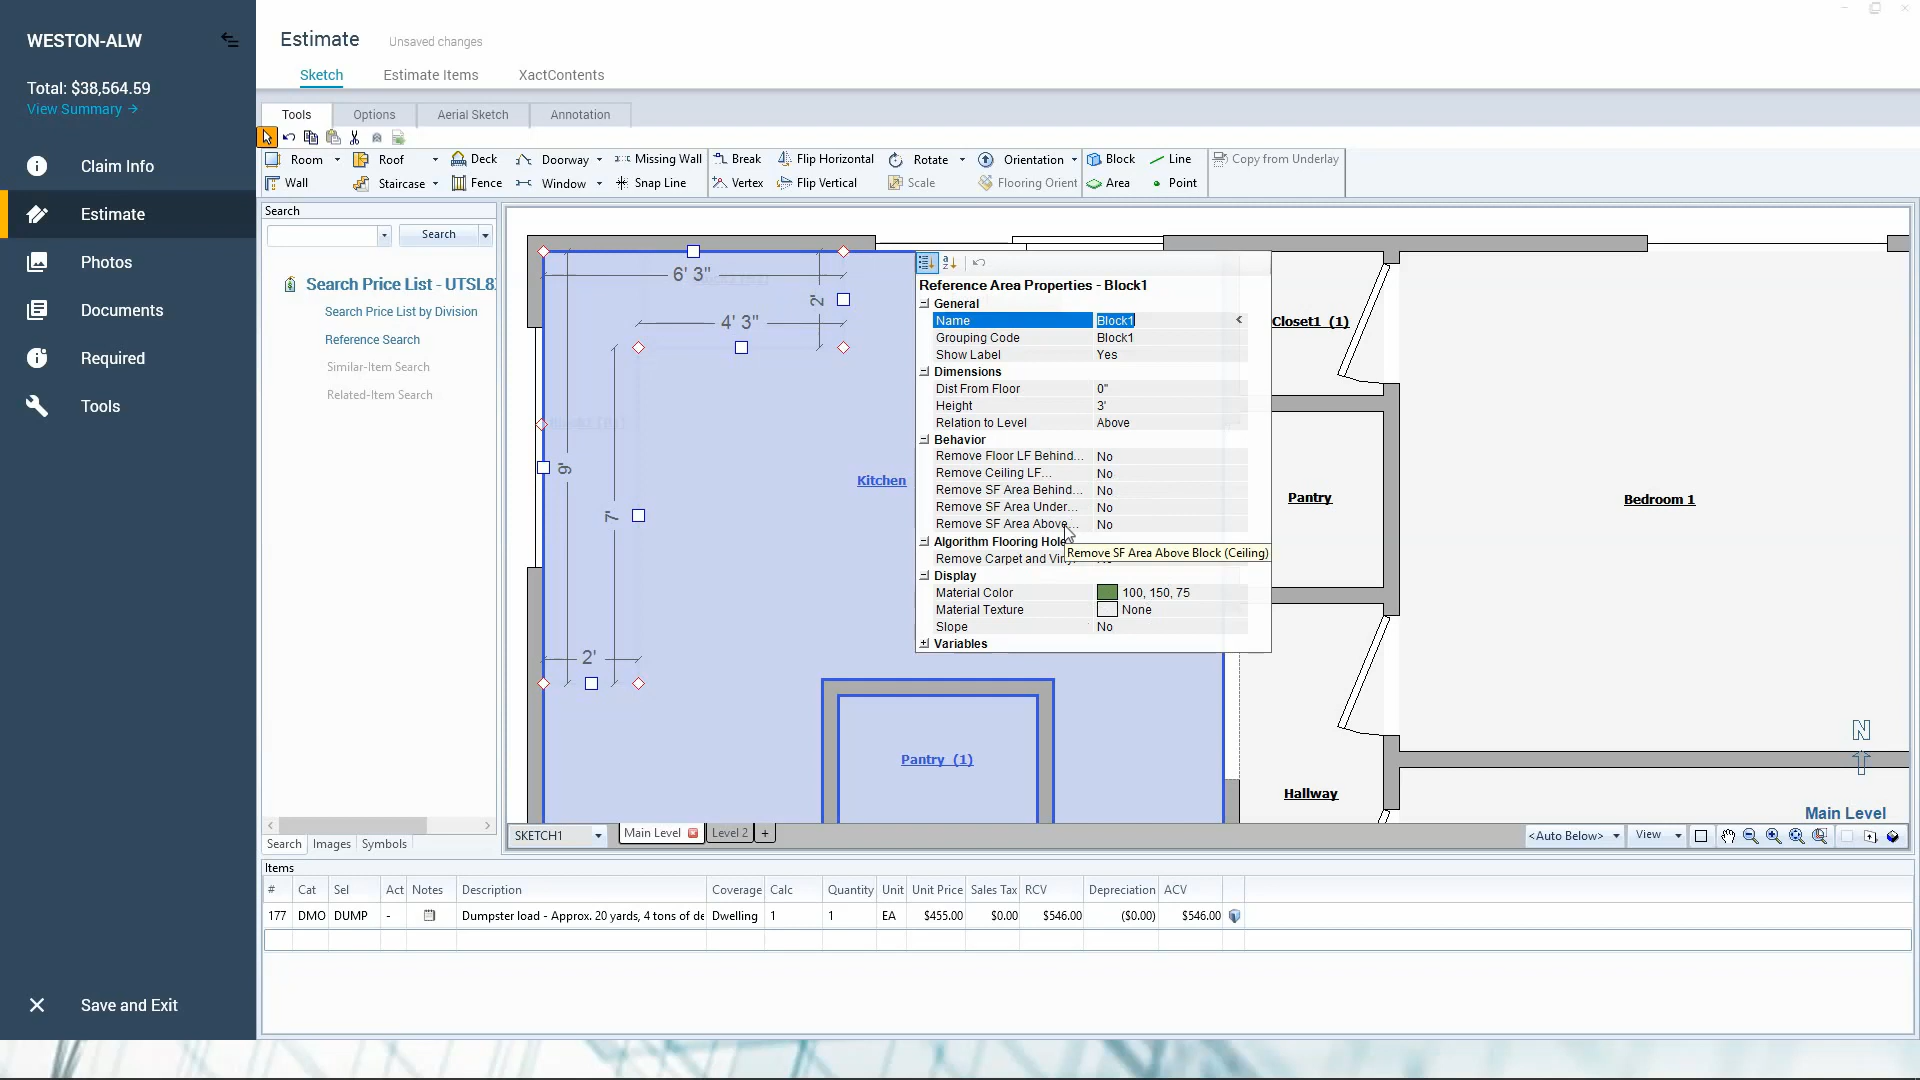 WESTON-ALW
Total: $38,564.59
View Summary →
Claim Info
Estimate
Photos
Documents
Required
Tools
Save and Exit
Estimate
Unsaved changes
Sketch
Estimate Items
XactContents
Tools
Options
Aerial Sketch
Annotation
Room
Roof
Deck
Doorway
Missing Wall
Break
Flip Horizontal
Rotate
Orientation
Block
Line
Copy from Underlay
Wall
Staircase
Fence
Window
Snap Line
Vertex
Flip Vertical
Scale
Flooring Orient
Area
Point
Search
Search
Search Price List - UTSL8
Search Price List by Division
Reference Search
Similar-Item Search
Related-Item Search
Search
Images
Symbols
6' 3"
2'
4' 3"
9'
7'
2'
Kitchen
Pantry (1)
Closet1 (1)
Pantry
Bedroom 1
Hallway
N
Main Level
Reference Area Properties - Block1
General
Name Block1 <
Grouping Code Block1
Show Label Yes
Dimensions
Dist From Floor 0"
Height 3'
Relation to Level Above
Behavior
Remove Floor LF Behind... No
Remove Ceiling LF... No
Remove SF Area Behind... No
Remove SF Area Under... No
Remove SF Area Above... No
Algorithm Flooring Hole
Remove SF Area Above Block (Ceiling)
Remove Carpet and Viny
Display
Material Color 100, 150, 75
Material Texture None
Slope No
Variables
SKETCH1
Main Level
Level 2
+
<Auto Below>
View
Items
# Cat Sel Act Notes Description Coverage Calc Quantity Unit Unit Price Sales Tax RCV Depreciation ACV
177 DMO DUMP - Dumpster load - Approx. 20 yards, 4 tons of de Dwelling 1 1 EA $455.00 $0.00 $546.00 ($0.00) $546.00